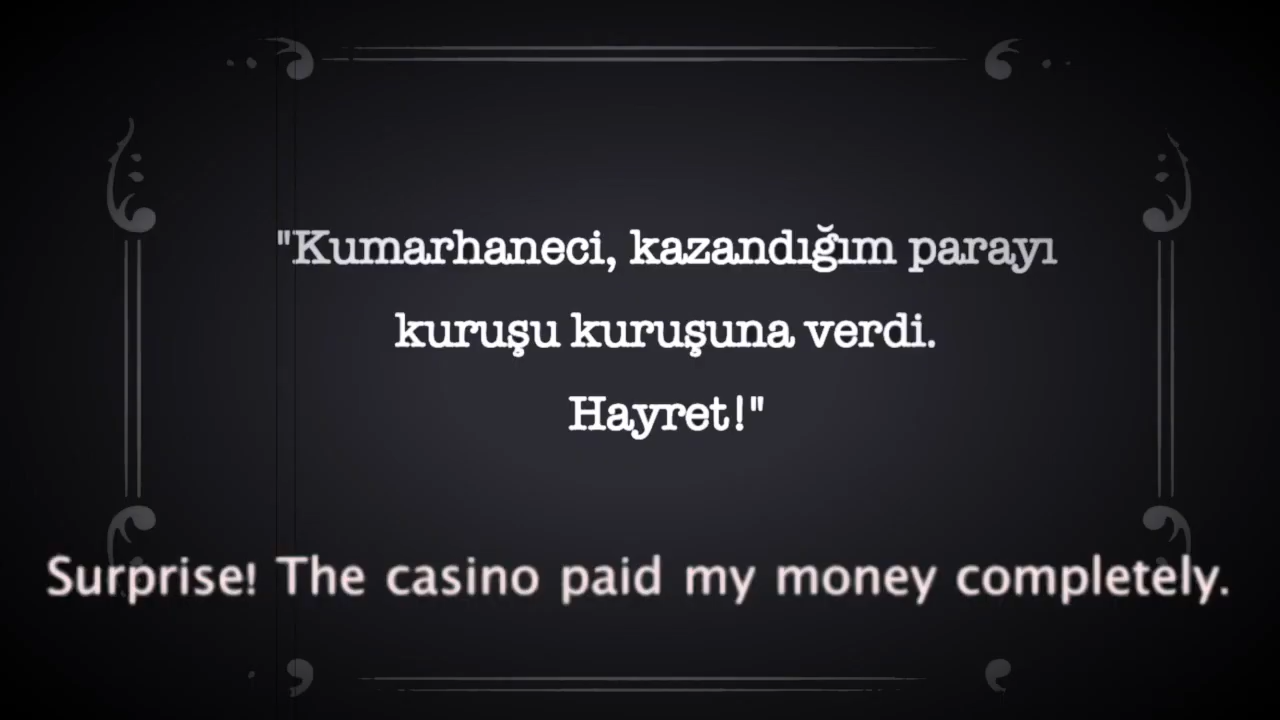 "Kumarhaneci, kazandığım parayı
kuruşu kuruşuna verdi.
Hayret!"
Surprise! The casino paid my money completely.